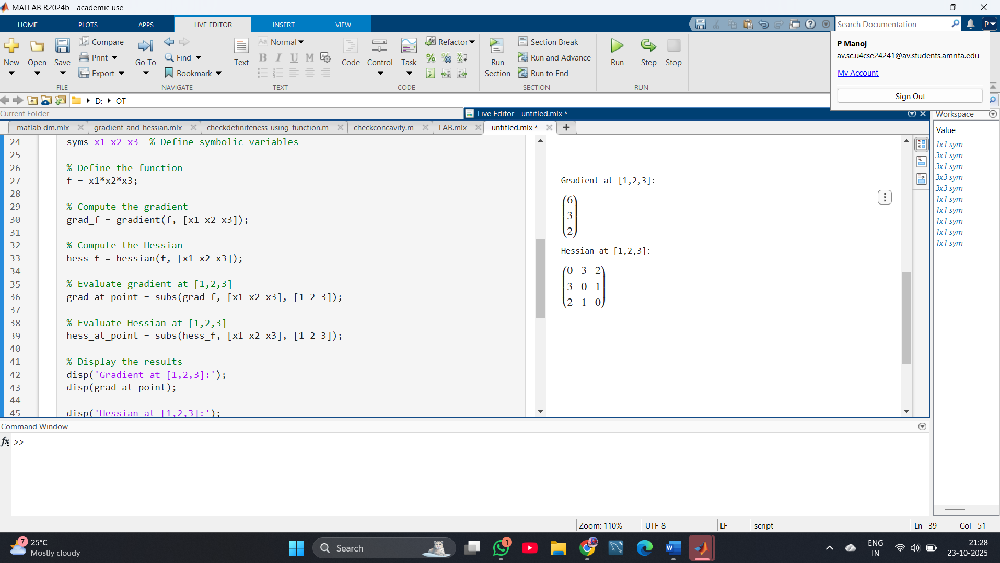 MATLAB R2024b - academic use
HOME PLOTS APPS LIVE EDITOR INSERT VIEW
Search Documentation
P
New Open Save
Compare
Print
Export
FILE
Go To
Find
Bookmark
NAVIGATE
Text
Aa Normal
B I U M
TEXT
Code Control Task
Refactor
CODE
Run Section
Section Break
Run and Advance
Run to End
SECTION
Run Step Stop
RUN
P Manoj
av.sc.u4cse24241@av.students.amrita.edu
My Account
Sign Out
D: OT
Current Folder
Live Editor - untitled.mlx *
Workspace
matlab dm.mlx gradient_and_hessian.mlx checkdefiniteness_using_function.m checkconcavity.m LAB.mlx untitled.mlx * +
24 syms x1 x2 x3 % Define symbolic variables
25
26 % Define the function
27 f = x1*x2*x3;
28
29 % Compute the gradient
30 grad_f = gradient(f, [x1 x2 x3]);
31
32 % Compute the Hessian
33 hess_f = hessian(f, [x1 x2 x3]);
34
35 % Evaluate gradient at [1,2,3]
36 grad_at_point = subs(grad_f, [x1 x2 x3], [1 2 3]);
37
38 % Evaluate Hessian at [1,2,3]
39 hess_at_point = subs(hess_f, [x1 x2 x3], [1 2 3]);
40
41 % Display the results
42 disp('Gradient at [1,2,3]:');
43 disp(grad_at_point);
44
45 disp('Hessian at [1,2,3]:');
Gradient at [1,2,3]:
6
3
2
Hessian at [1,2,3]:
0 3 2
3 0 1
2 1 0
Value
1x1 sym
3x1 sym
3x1 sym
3x3 sym
3x3 sym
1x1 sym
1x1 sym
1x1 sym
1x1 sym
1x1 sym
Command Window
fx >>
Zoom: 110% UTF-8 LF script Ln 39 Col 51
7
25°C
Mostly cloudy
Search
1
ENG
IN
21:28
23-10-2025